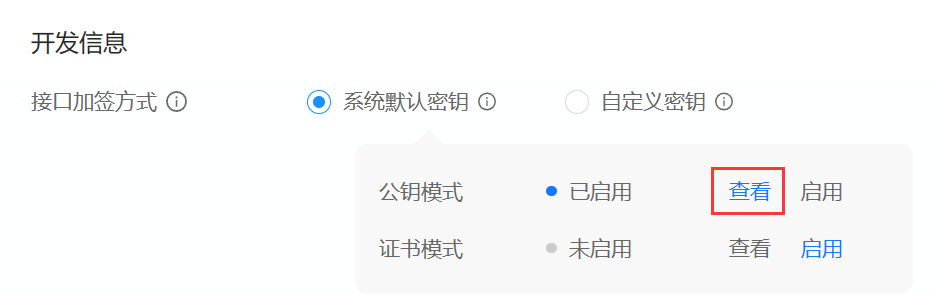 开发信息
接口加签方式 系统默认密钥 自定义密钥
公钥模式 已启用 查看 启用
证书模式 未启用 查看 启用